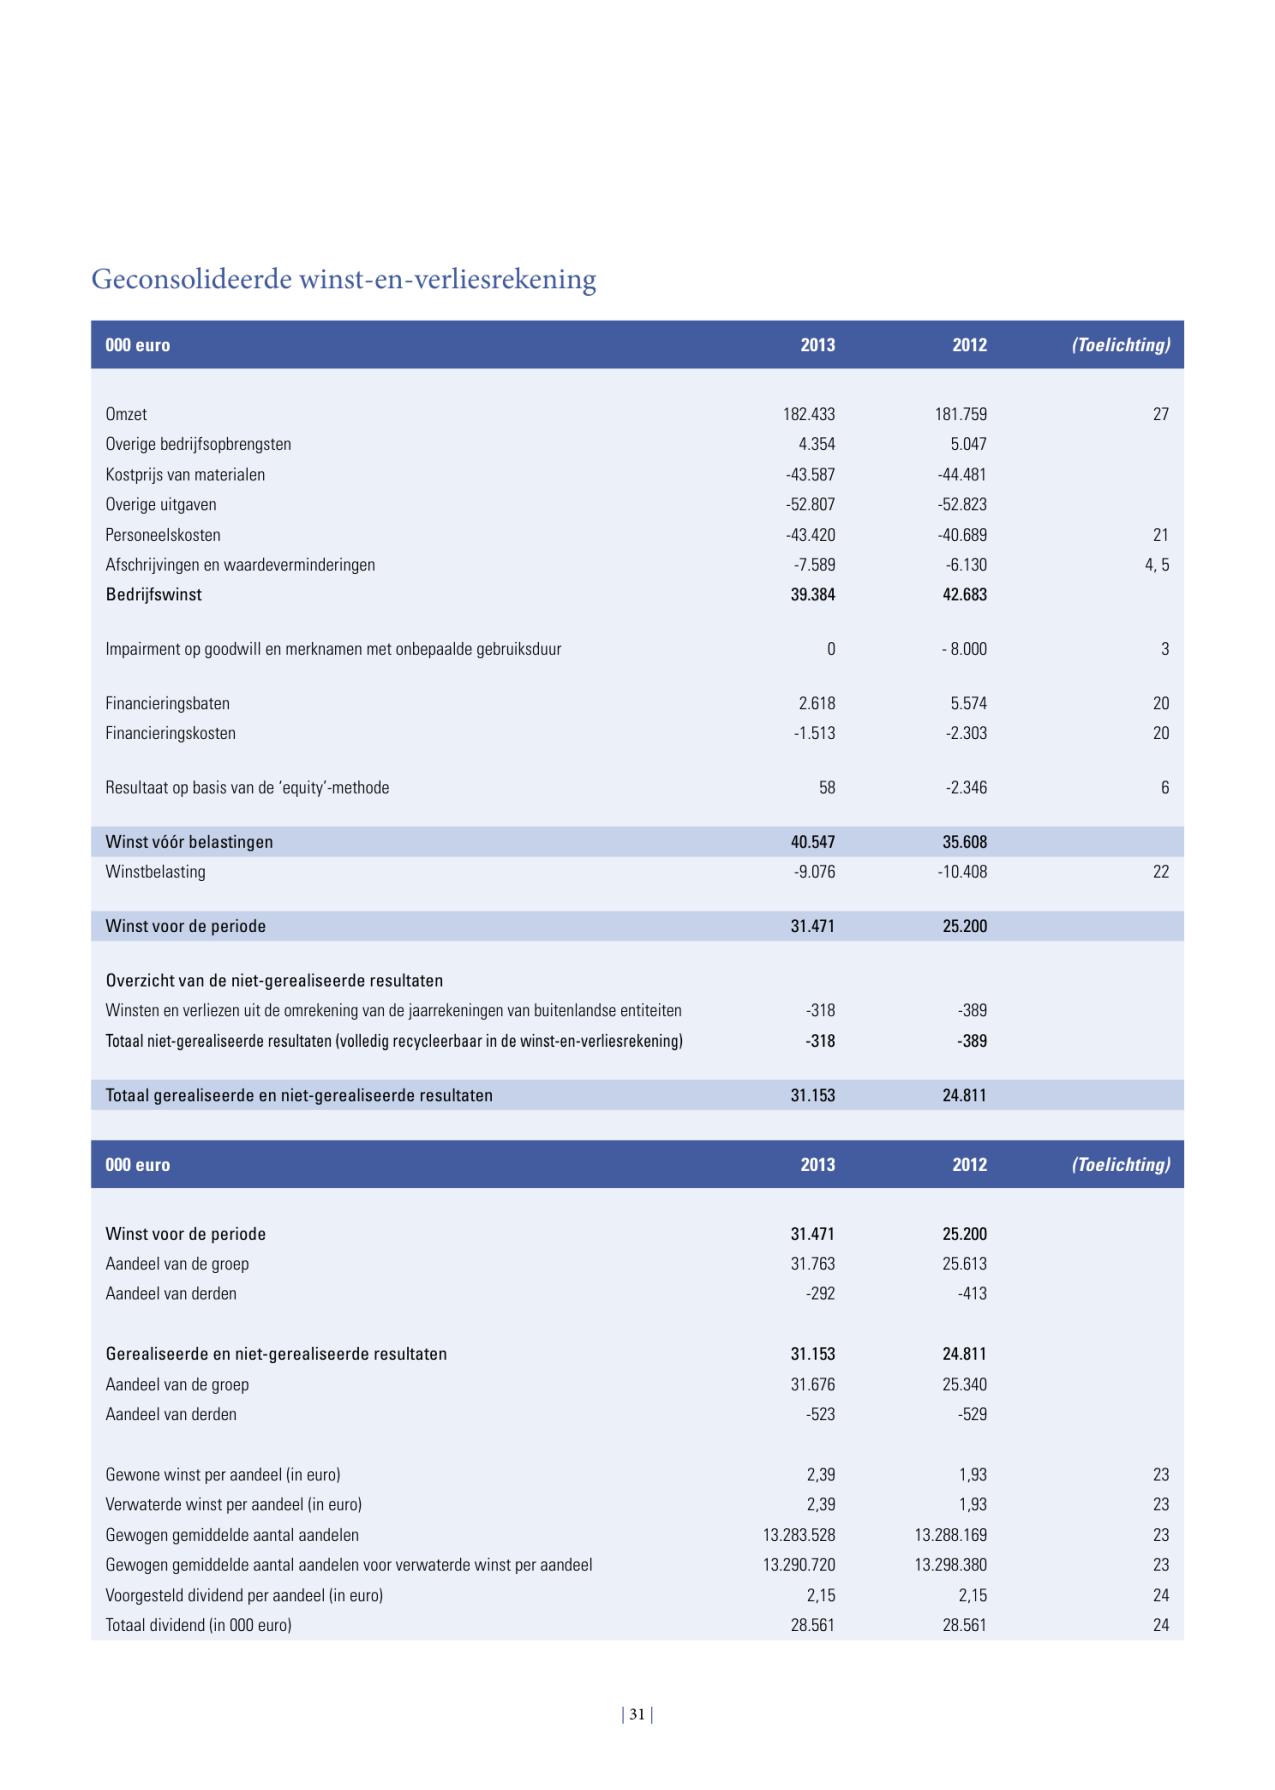 Geconsolideerde winst-en-verliesrekening
000 euro 2013 2012 (Toelichting)
Omzet 182.433 181.759 27
Overige bedrijfsopbrengsten 4.354 5.047
Kostprijs van materialen -43.587 -44.481
Overige uitgaven -52.807 -52.823
Personeelskosten -43.420 -40.689 21
Afschrijvingen en waardeverminderingen -7.589 -6.130 4, 5
Bedrijfswinst 39.384 42.683
Impairment op goodwill en merknamen met onbepaalde gebruiksduur 0 - 8.000 3
Financieringsbaten 2.618 5.574 20
Financieringskosten -1.513 -2.303 20
Resultaat op basis van de ‘equity’-methode 58 -2.346 6
Winst vóór belastingen 40.547 35.608
Winstbelasting -9.076 -10.408 22
Winst voor de periode 31.471 25.200
Overzicht van de niet-gerealiseerde resultaten
Winsten en verliezen uit de omrekening van de jaarrekeningen van buitenlandse entiteiten -318 -389
Totaal niet-gerealiseerde resultaten (volledig recycleerbaar in de winst-en-verliesrekening) -318 -389
Totaal gerealiseerde en niet-gerealiseerde resultaten 31.153 24.811
000 euro 2013 2012 (Toelichting)
Winst voor de periode 31.471 25.200
Aandeel van de groep 31.763 25.613
Aandeel van derden -292 -413
Gerealiseerde en niet-gerealiseerde resultaten 31.153 24.811
Aandeel van de groep 31.676 25.340
Aandeel van derden -523 -529
Gewone winst per aandeel (in euro) 2,39 1,93 23
Verwaterde winst per aandeel (in euro) 2,39 1,93 23
Gewogen gemiddelde aantal aandelen 13.283.528 13.288.169 23
Gewogen gemiddelde aantal aandelen voor verwaterde winst per aandeel 13.290.720 13.298.380 23
Voorgesteld dividend per aandeel (in euro) 2,15 2,15 24
Totaal dividend (in 000 euro) 28.561 28.561 24
| 31 |